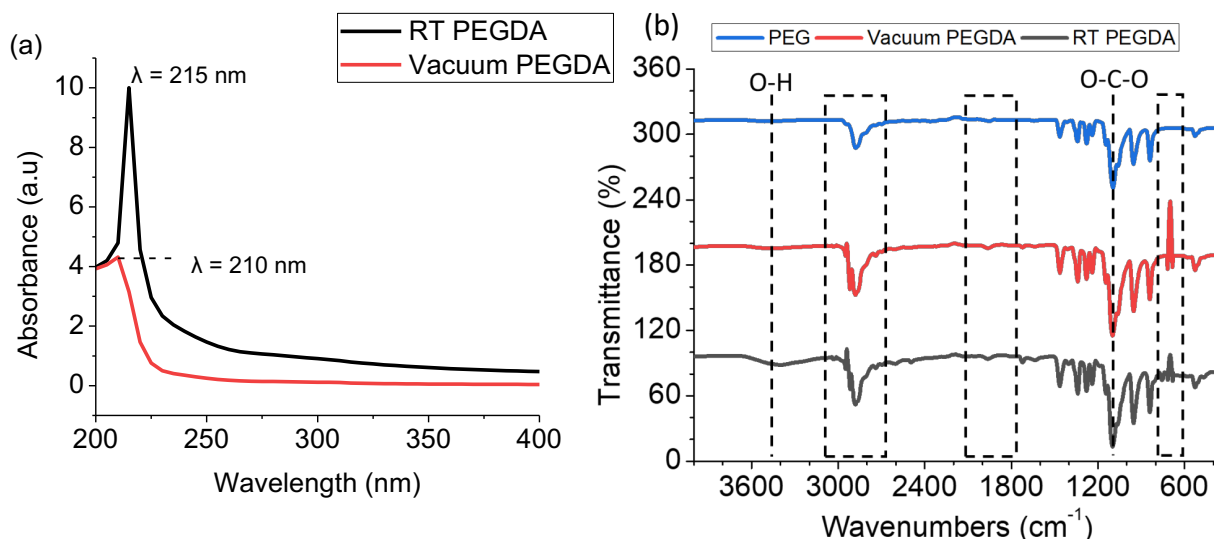 (a)
RT PEGDA
Vacuum PEGDA
λ = 215 nm
λ = 210 nm
10
8
6
4
2
0
Absorbance (a.u)
200
250
300
350
400
Wavelength (nm)
(b)
PEG
Vacuum PEGDA
RT PEGDA
O-H
O-C-O
360
300
240
180
120
60
0
Transmittance (%)
3600
3000
2400
1800
1200
600
Wavenumbers (cm⁻¹)